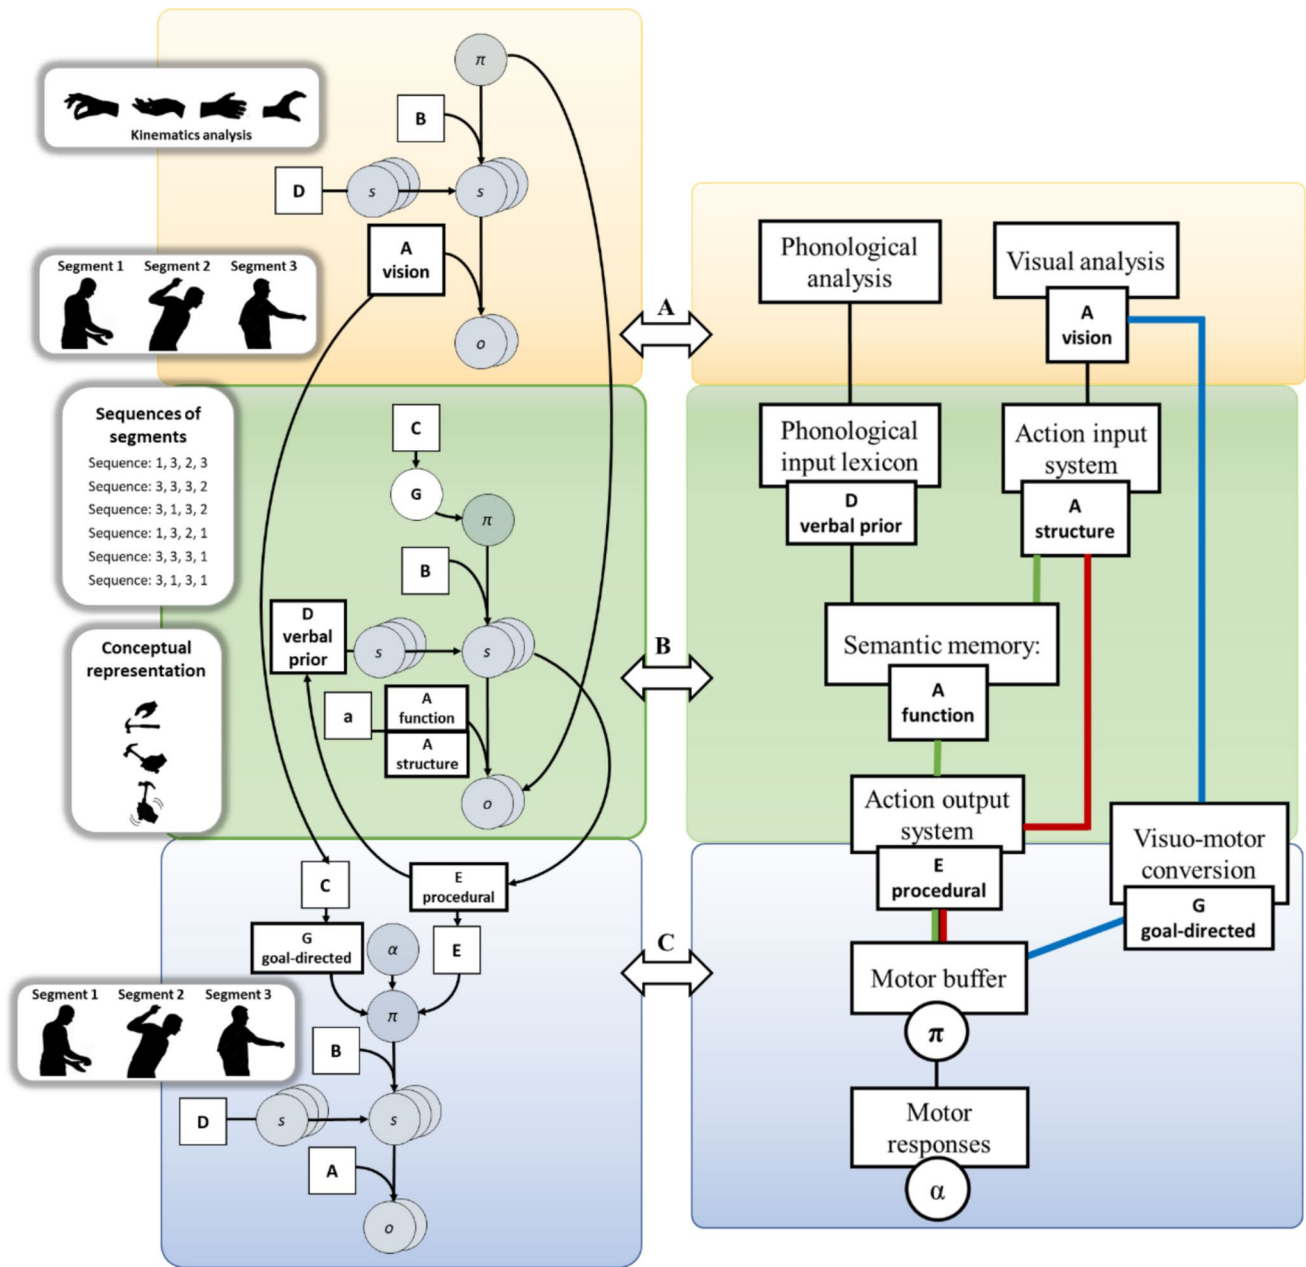 π
B
Kinematics analysis
D
s
s
A
vision
Segment 1 Segment 2 Segment 3
o
Sequences of
segments
Sequence: 1, 3, 2, 3
Sequence: 3, 3, 3, 2
Sequence: 3, 1, 3, 2
Sequence: 1, 3, 2, 1
Sequence: 3, 3, 3, 1
Sequence: 3, 1, 3, 1
C
G
π
B
D
verbal
prior
s
s
Conceptual
representation
a
A
function
A
structure
o
C
E
procedural
G
goal-directed
α
E
π
Segment 1 Segment 2 Segment 3
B
D
s
s
A
o
A
B
C
Phonological
analysis
Visual analysis
A
vision
Phonological
input lexicon
D
verbal prior
Action input
system
A
structure
Semantic memory:
A
function
Action output
system
E
procedural
Visuo-motor
conversion
G
goal-directed
Motor buffer
π
Motor
responses
α